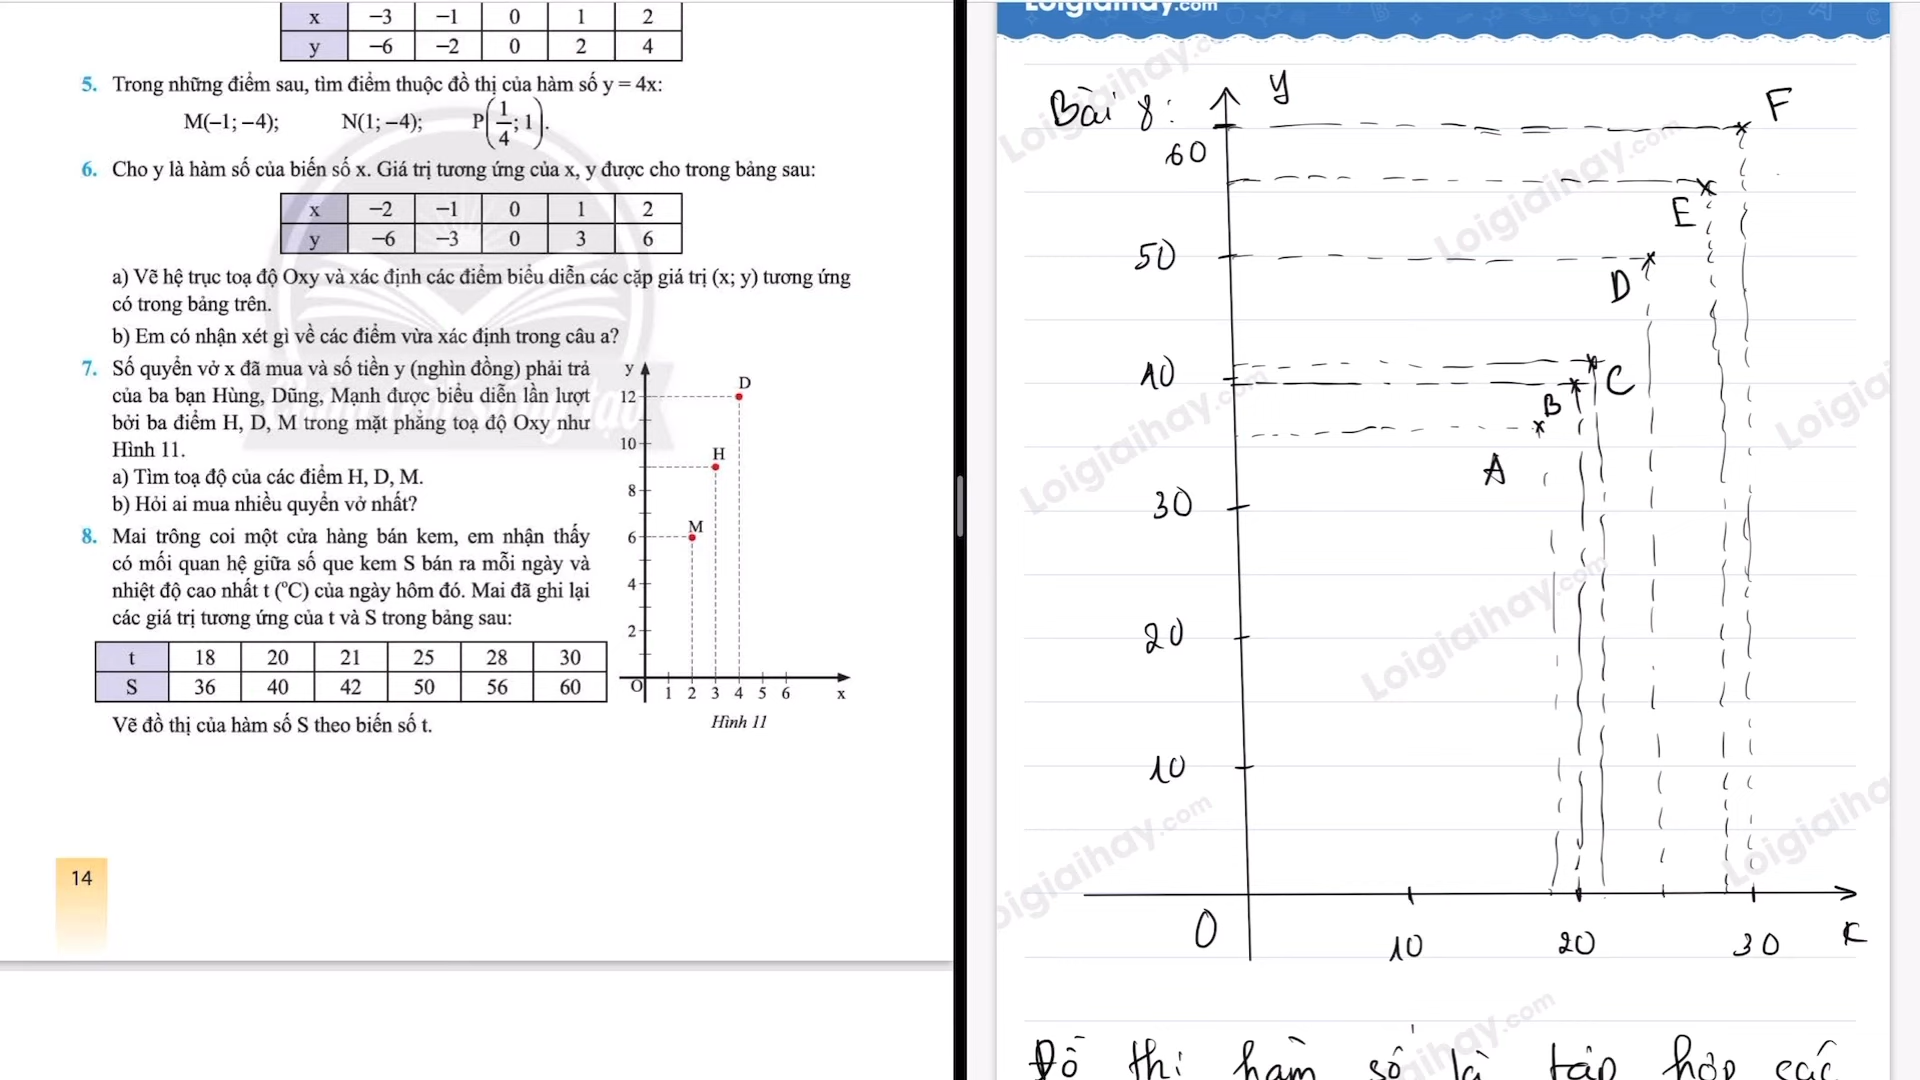 x −3 −1 0 1 2
y −6 −2 0 2 4
5. Trong những điểm sau, tìm điểm thuộc đồ thị của hàm số y = 4x:
M(−1; −4); N(1; −4); P(1/4; 1).
6. Cho y là hàm số của biến số x. Giá trị tương ứng của x, y được cho trong bảng sau:
x −2 −1 0 1 2
y −6 −3 0 3 6
a) Vẽ hệ trục toạ độ Oxy và xác định các điểm biểu diễn các cặp giá trị (x; y) tương ứng
có trong bảng trên.
b) Em có nhận xét gì về các điểm vừa xác định trong câu a?
7. Số quyển vở x đã mua và số tiền y (nghìn đồng) phải trả
của ba bạn Hùng, Dũng, Mạnh được biểu diễn lần lượt
bởi ba điểm H, D, M trong mặt phẳng toạ độ Oxy như
Hình 11.
a) Tìm toạ độ của các điểm H, D, M.
b) Hỏi ai mua nhiều quyển vở nhất?
8. Mai trông coi một cửa hàng bán kem, em nhận thấy
có mối quan hệ giữa số que kem S bán ra mỗi ngày và
nhiệt độ cao nhất t (°C) của ngày hôm đó. Mai đã ghi lại
các giá trị tương ứng của t và S trong bảng sau:
t 18 20 21 25 28 30
S 36 40 42 50 56 60
Vẽ đồ thị của hàm số S theo biến số t.
y
D
12
10
H
8
M
6
4
2
O 1 2 3 4 5 6 x
Hình 11
14
Loigiaihay.com
Bài 8:
y
F
60
E
50
D
40
C
B
A
30
20
10
O
10 20 30
t
Đồ thị hàm số là tập hợp các
Loigiaihay.com
Loigiaihay.com
Loigiaihay.com
Loigiaihay.com